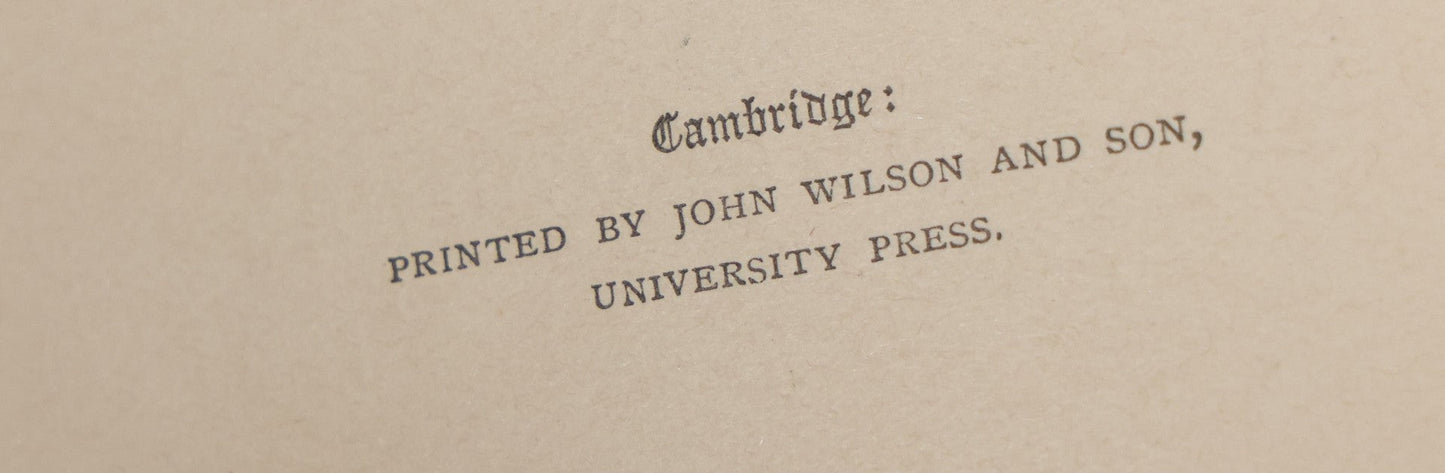 Cambridge:
PRINTED BY JOHN WILSON AND SON,
UNIVERSITY PRESS.